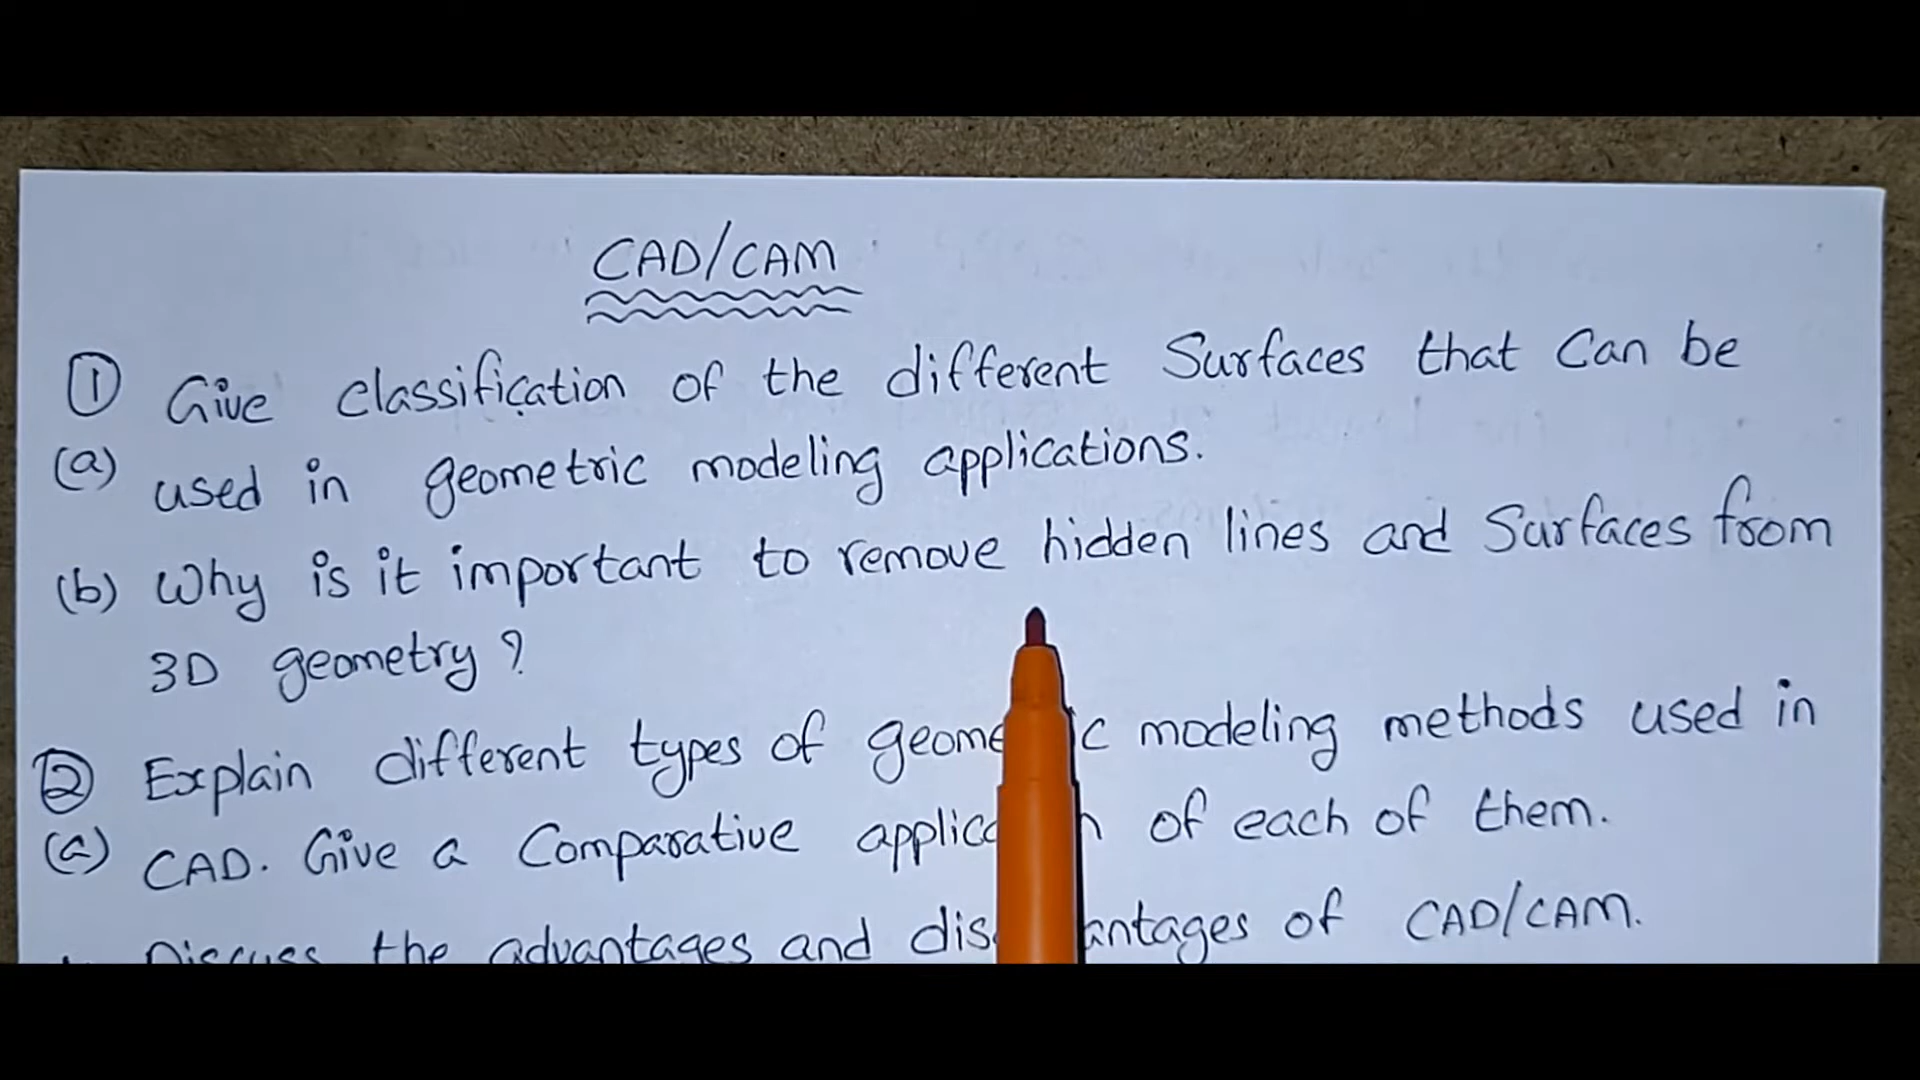 CAD/CAM
① Give classification of the different Surfaces that Can be
(a) used in geometric modeling applications.
(b) Why is it important to remove hidden lines and Surfaces from
3D geometry?
② Explain different types of geome c modeling methods used in
(a) CAD. Give a Comparative applic n of each of them.
Discuss the advantages and dis antages of CAD/CAM.